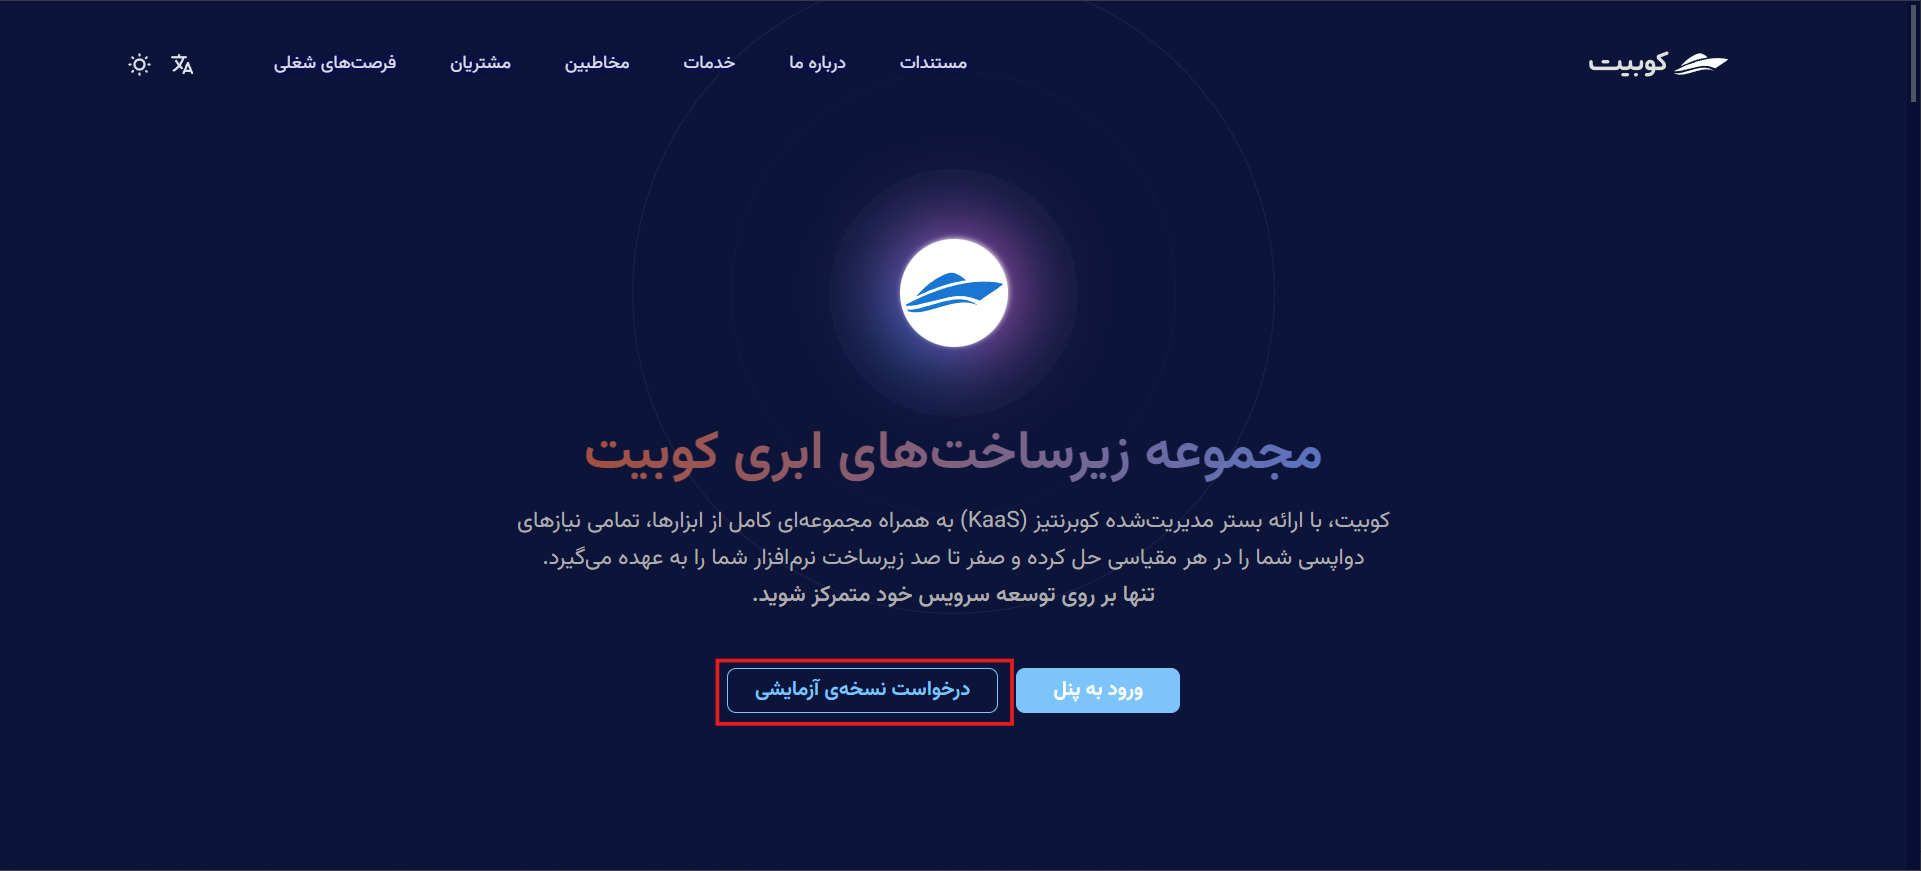 کوبیت
مستندات
درباره ما
خدمات
مخاطبین
مشتریان
فرصت‌های شغلی
مجموعه زیرساخت‌های ابری کوبیت
کوبیت، با ارائه بستر مدیریت‌شده کوبرنتیز (KaaS) به همراه مجموعه‌ای کامل از ابزارها، تمامی نیازهای
دواپسی شما را در هر مقیاسی حل کرده و صفر تا صد زیرساخت نرم‌افزار شما را به عهده می‌گیرد.
تنها بر روی توسعه سرویس خود متمرکز شوید.
ورود به پنل
درخواست نسخه‌ی آزمایشی